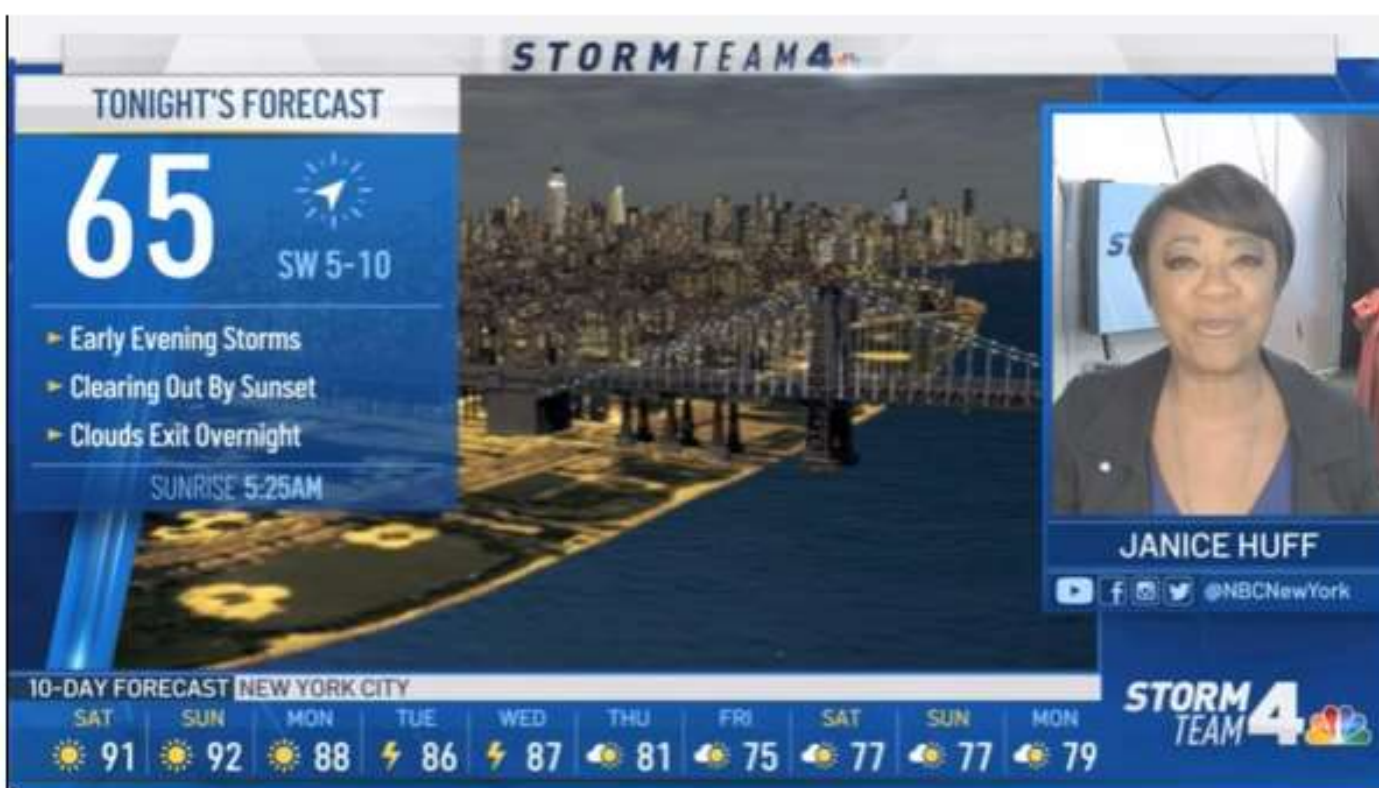 STORMTEAM4
TONIGHT'S FORECAST
65
SW 5-10
► Early Evening Storms
► Clearing Out By Sunset
► Clouds Exit Overnight
SUNRISE 5:25AM
JANICE HUFF
@NBCNewYork
10-DAY FORECAST NEW YORK CITY
SAT SUN MON TUE WED THU FRI SAT SUN MON
91 92 88 86 87 81 75 77 77 79
STORM
TEAM 4